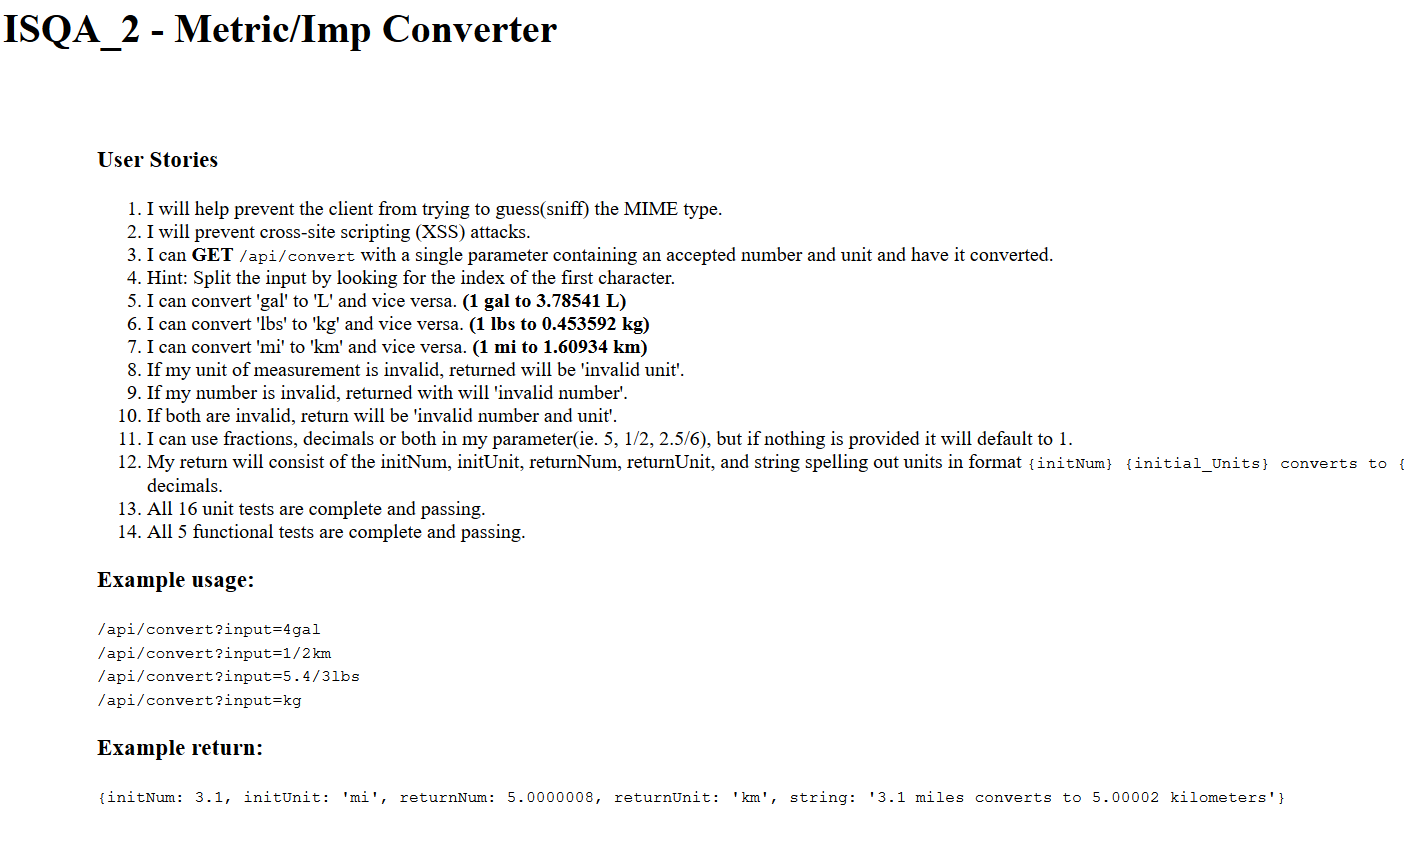 ISQA_2 - Metric/Imp Converter
User Stories
1. I will help prevent the client from trying to guess(sniff) the MIME type.
2. I will prevent cross-site scripting (XSS) attacks.
3. I can GET /api/convert with a single parameter containing an accepted number and unit and have it converted.
4. Hint: Split the input by looking for the index of the first character.
5. I can convert 'gal' to 'L' and vice versa. (1 gal to 3.78541 L)
6. I can convert 'lbs' to 'kg' and vice versa. (1 lbs to 0.453592 kg)
7. I can convert 'mi' to 'km' and vice versa. (1 mi to 1.60934 km)
8. If my unit of measurement is invalid, returned will be 'invalid unit'.
9. If my number is invalid, returned with will 'invalid number'.
10. If both are invalid, return will be 'invalid number and unit'.
11. I can use fractions, decimals or both in my parameter(ie. 5, 1/2, 2.5/6), but if nothing is provided it will default to 1.
12. My return will consist of the initNum, initUnit, returnNum, returnUnit, and string spelling out units in format {initNum} {initial_Units} converts to {
decimals.
13. All 16 unit tests are complete and passing.
14. All 5 functional tests are complete and passing.
Example usage:
/api/convert?input=4gal
/api/convert?input=1/2km
/api/convert?input=5.4/3lbs
/api/convert?input=kg
Example return:
{initNum: 3.1, initUnit: 'mi', returnNum: 5.0000008, returnUnit: 'km', string: '3.1 miles converts to 5.00002 kilometers'}